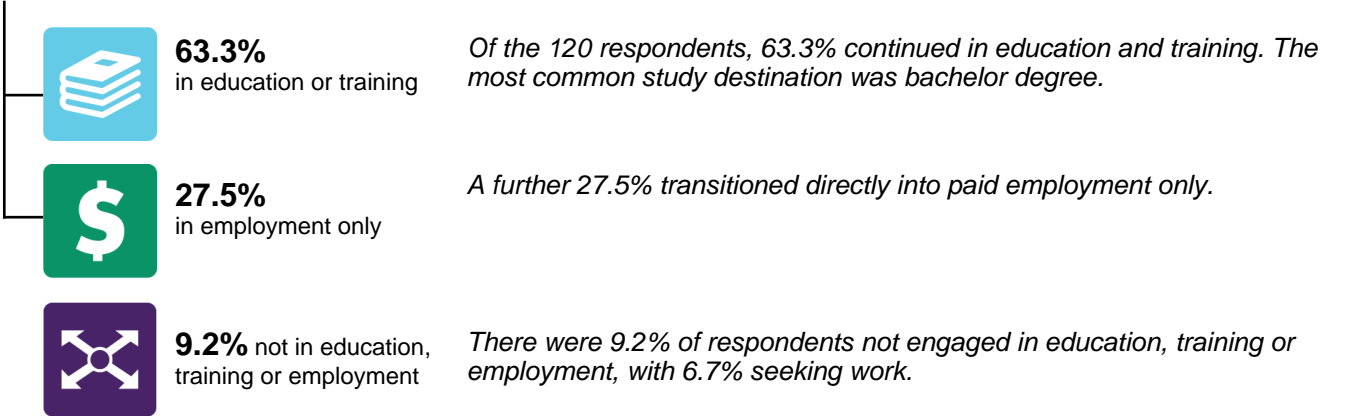 63.3%
in education or training
Of the 120 respondents, 63.3% continued in education and training. The
most common study destination was bachelor degree.
$
27.5%
in employment only
A further 27.5% transitioned directly into paid employment only.
9.2% not in education,
training or employment
There were 9.2% of respondents not engaged in education, training or
employment, with 6.7% seeking work.